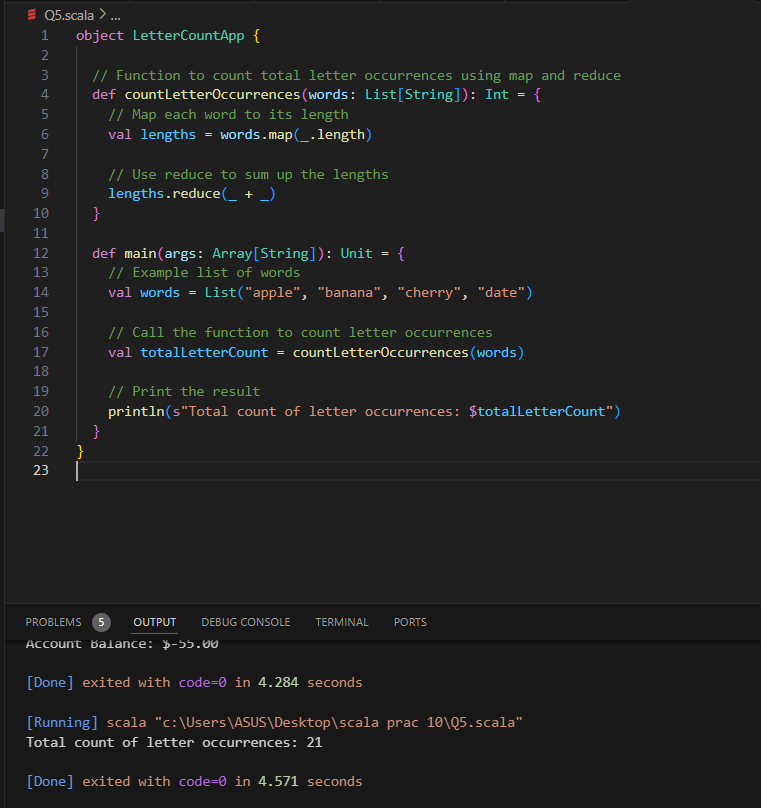 Q5.scala > ...
1 object LetterCountApp {
2
3 // Function to count total letter occurrences using map and reduce
4 def countLetterOccurrences(words: List[String]): Int = {
5 // Map each word to its length
6 val lengths = words.map(_.length)
7
8 // Use reduce to sum up the lengths
9 lengths.reduce(_ + _)
10 }
11
12 def main(args: Array[String]): Unit = {
13 // Example list of words
14 val words = List("apple", "banana", "cherry", "date")
15
16 // Call the function to count letter occurrences
17 val totalLetterCount = countLetterOccurrences(words)
18
19 // Print the result
20 println(s"Total count of letter occurrences: $totalLetterCount")
21 }
22 }
23
PROBLEMS 5 OUTPUT DEBUG CONSOLE TERMINAL PORTS
Account Balance: $-55.00
[Done] exited with code=0 in 4.284 seconds
[Running] scala "c:\Users\ASUS\Desktop\scala prac 10\Q5.scala"
Total count of letter occurrences: 21
[Done] exited with code=0 in 4.571 seconds